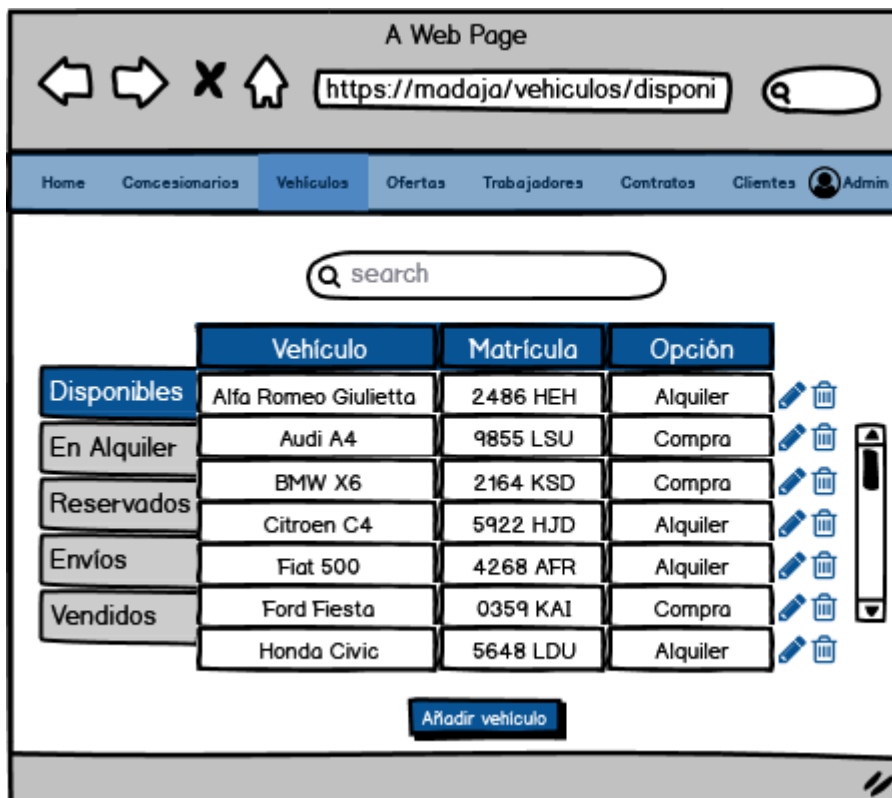 A Web Page
https://madaja/vehiculos/disponi
Home Concesionarios Vehículos Ofertas Trabajadores Contratos Clientes Admin
search
Vehículo Matrícula Opción
Disponibles Alfa Romeo Giulietta 2486 HEH Alquiler
Audi A4 9855 LSU Compra
En Alquiler
BMW X6 2164 KSD Compra
Reservados
Citroen C4 5922 HJD Alquiler
Envíos Fiat 500 4268 AFR Alquiler
Vendidos Ford Fiesta 0359 KAI Compra
Honda Civic 5648 LDU Alquiler
Añadir vehículo